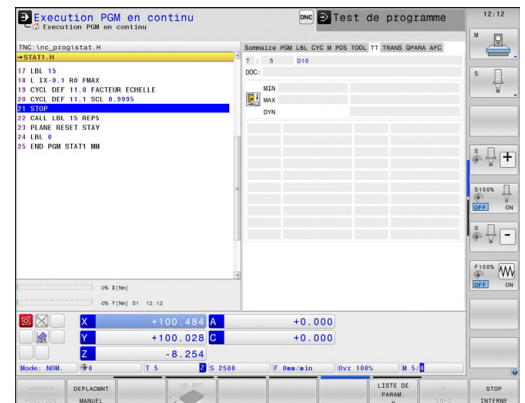 Execution PGM en continu
Execution PGM en continu
DNC
Test de programme
12:12
TNC:\nc_prog\stat.H
→STAT1.H
17 LBL 15
18 L IX-0.1 R0 FMAX
19 CYCL DEF 11.0 FACTEUR ECHELLE
20 CYCL DEF 11.1 SCL 0.9995
21 STOP
22 CALL LBL 15 REP5
23 PLANE RESET STAY
24 LBL 0
25 END PGM STAT1 MM
Sommaire PGM LBL CYC M POS TOOL TT TRANS QPARA AFC
T : 5 D10
DOC:
MIN
MAX
DYN
M
S
S
S100%
OFF ON
S
F100%
OFF ON
0% X[Nm]
0% Y[Nm] S1 12:12
X +100.484 A +0.000
Y +100.028 C +0.000
Z -8.254
Mode: NOM. 0 T 5 Z S 2500 F 0mm/min Ovr 100% M 5/
DEPLACMNT
MANUEL
3D ROT
LISTE DE
PARAM.
STOP
INTERNE